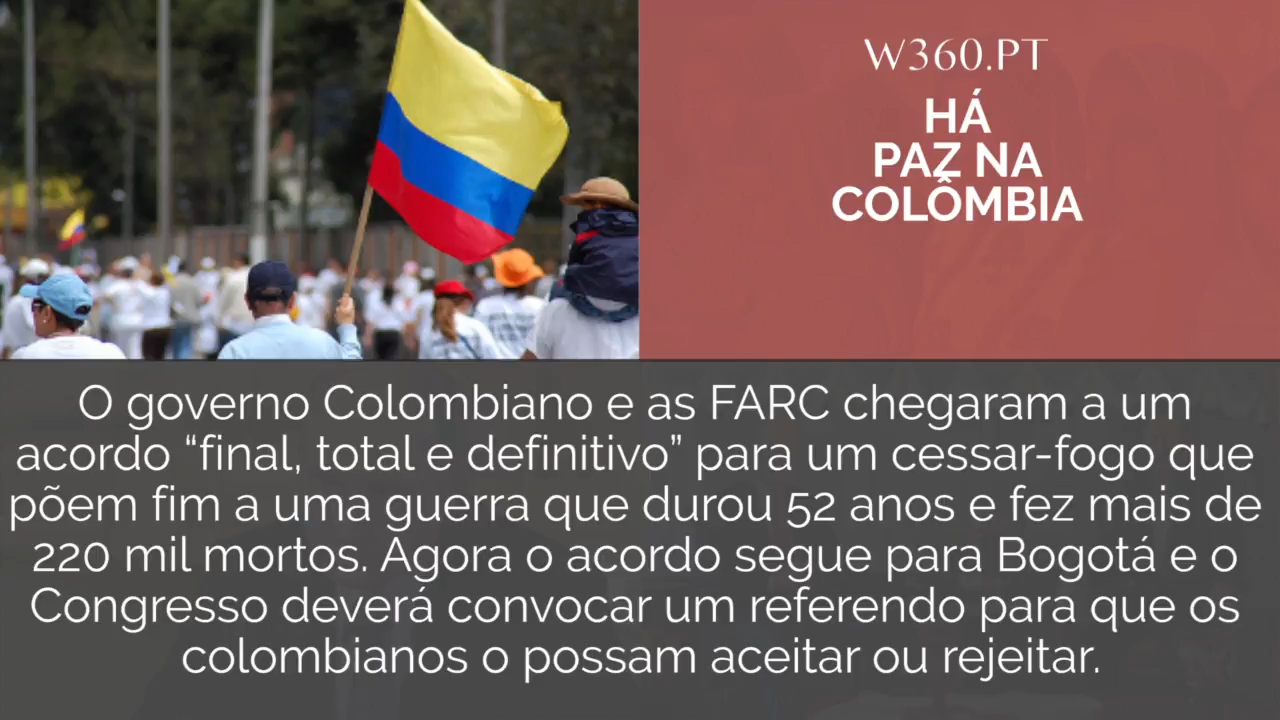 W360.PT
HÁ
PAZ NA
COLÔMBIA
O governo Colombiano e as FARC chegaram a um
acordo “final, total e definitivo” para um cessar-fogo que
põem fim a uma guerra que durou 52 anos e fez mais de
220 mil mortos. Agora o acordo segue para Bogotá e o
Congresso deverá convocar um referendo para que os
colombianos o possam aceitar ou rejeitar.